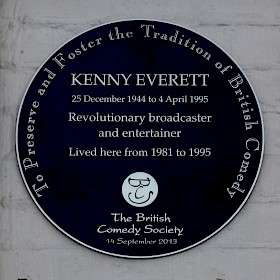 To Preserve and Foster the Tradition of British Comedy
KENNY EVERETT
25 December 1944 to 4 April 1995
Revolutionary broadcaster
and entertainer
Lived here from 1981 to 1995
The British
Comedy Society
14 September 2013